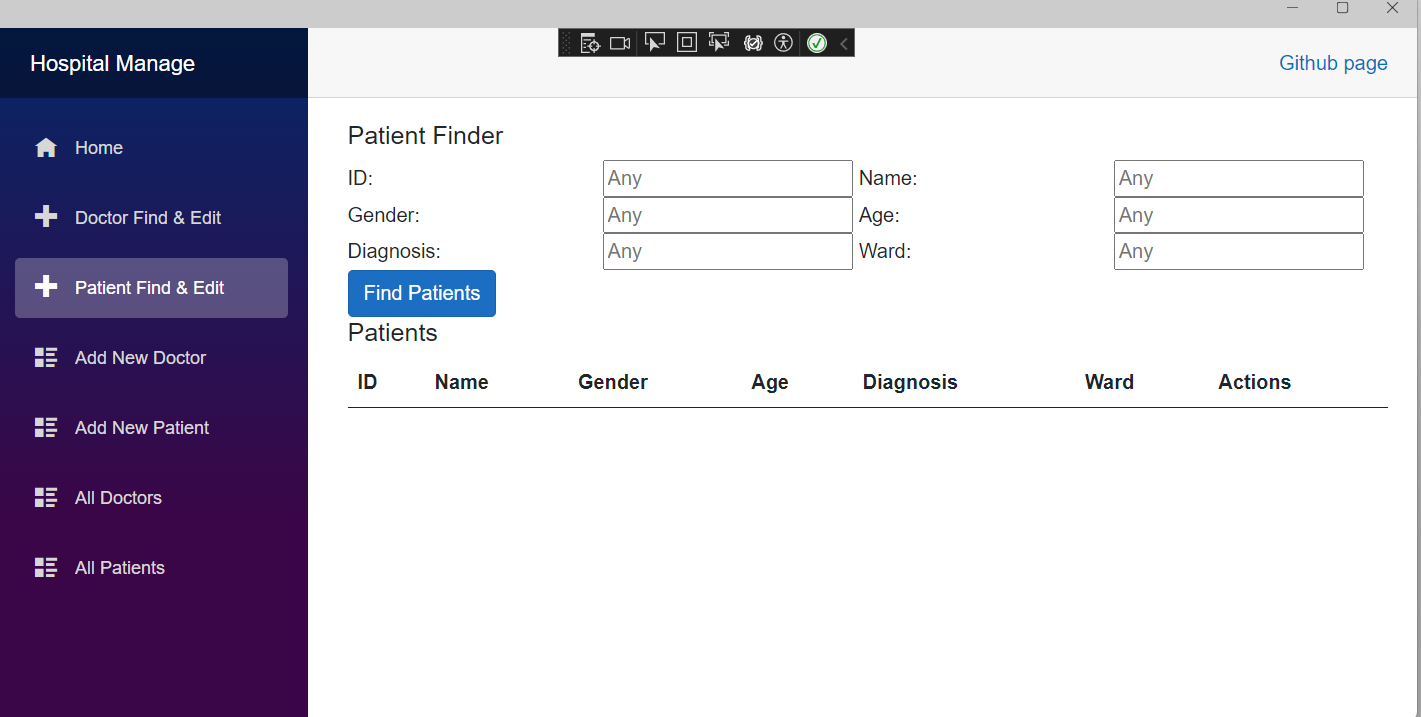 Hospital Manage
Github page
Home
Doctor Find & Edit
Patient Find & Edit
Add New Doctor
Add New Patient
All Doctors
All Patients
Patient Finder
ID: Any Name: Any
Gender: Any Age: Any
Diagnosis: Any Ward: Any
Find Patients
Patients
ID Name Gender Age Diagnosis Ward Actions